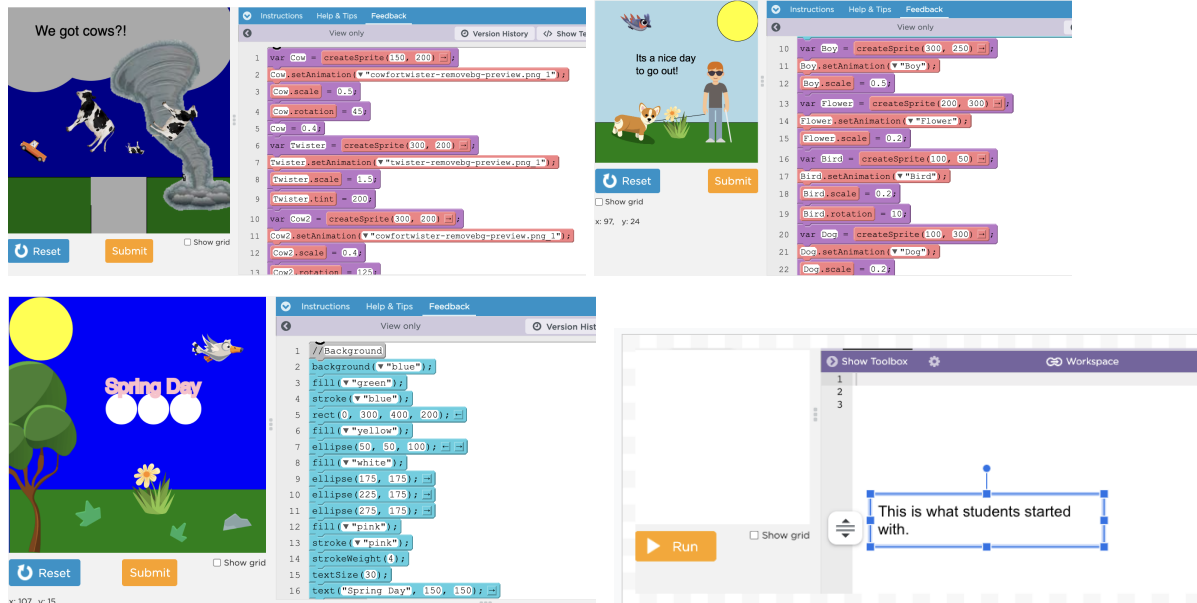 We got cows?!
Reset
Submit
Show grid
Instructions Help & Tips Feedback
View only Version History </> Show Te
1 var Cow = createSprite(150, 200);
2 Cow.setAnimation("cowfortwister-removebg-preview.png_1");
3 Cow.scale = 0.5;
4 Cow.rotation = 45;
5 Cow = 0.4;
6 var Twister = createSprite(300, 200);
7 Twister.setAnimation("twister-removebg-preview.png_1");
8 Twister.scale = 1.5;
9 Twister.tint = 200;
10 var Cow2 = createSprite(300, 200);
11 Cow2.setAnimation("cowfortwister-removebg-preview.png_1");
12 Cow2.scale = 0.4;
13 Cow2.rotation = 125;
Its a nice day
to go out!
Reset
Submit
Show grid
x: 97, y: 24
Instructions Help & Tips Feedback
View only
10 var Boy = createSprite(300, 250);
11 Boy.setAnimation("Boy");
12 Boy.scale = 0.5;
13 var Flower = createSprite(200, 300);
14 Flower.setAnimation("Flower");
15 Flower.scale = 0.2;
16 var Bird = createSprite(100, 50);
17 Bird.setAnimation("Bird");
18 Bird.scale = 0.2;
19 Bird.rotation = 10;
20 var Dog = createSprite(100, 300);
21 Dog.setAnimation("Dog");
22 Dog.scale = 0.2;
Spring Day
Reset
Submit
Show grid
x: 107, y: 15
Instructions Help & Tips Feedback
View only Version Hist
1 //Background
2 background("blue");
3 fill("green");
4 stroke("blue");
5 rect(0, 300, 400, 200);
6 fill("yellow");
7 ellipse(50, 50, 100);
8 fill("white");
9 ellipse(175, 175);
10 ellipse(225, 175);
11 ellipse(275, 175);
12 fill("pink");
13 stroke("pink");
14 strokeWeight(4);
15 textSize(30);
16 text("Spring Day", 150, 150);
Show Toolbox Workspace
1
2
3
This is what students started
with.
Show grid
Run